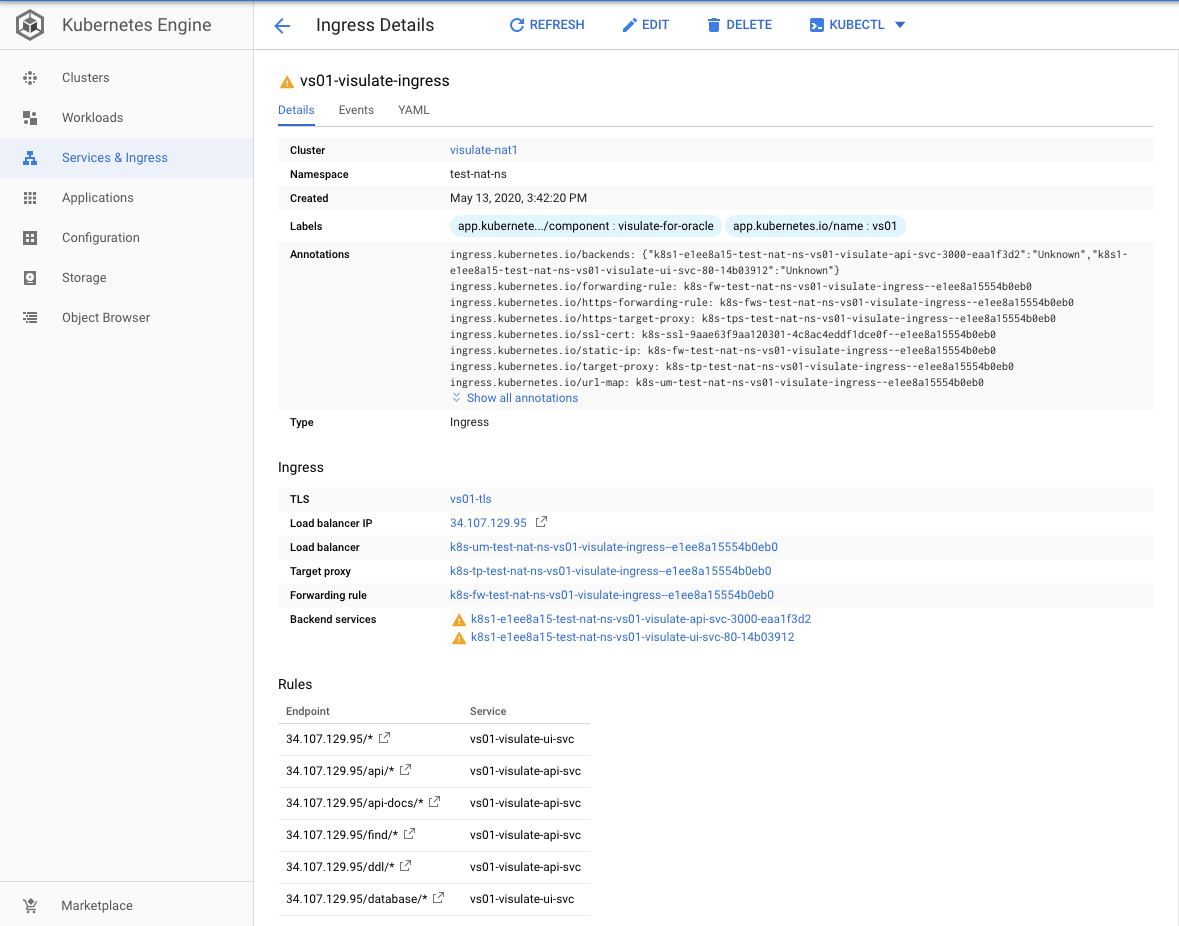 Kubernetes Engine
Ingress Details
REFRESH
EDIT
DELETE
KUBECTL
Clusters
Workloads
Services & Ingress
Applications
Configuration
Storage
Object Browser
Marketplace
vs01-visulate-ingress
Details Events YAML
Cluster visulate-nat1
Namespace test-nat-ns
Created May 13, 2020, 3:42:20 PM
Labels app.kubernete.../component : visulate-for-oracle app.kubernetes.io/name : vs01
Annotations ingress.kubernetes.io/backends: {"k8s1-e1ee8a15-test-nat-ns-vs01-visulate-api-svc-3000-eaa1f3d2":"Unknown","k8s1-
e1ee8a15-test-nat-ns-vs01-visulate-ui-svc-80-14b03912":"Unknown"}
ingress.kubernetes.io/forwarding-rule: k8s-fw-test-nat-ns-vs01-visulate-ingress--e1ee8a15554b0eb0
ingress.kubernetes.io/https-forwarding-rule: k8s-fws-test-nat-ns-vs01-visulate-ingress--e1ee8a15554b0eb0
ingress.kubernetes.io/https-target-proxy: k8s-tps-test-nat-ns-vs01-visulate-ingress--e1ee8a15554b0eb0
ingress.kubernetes.io/ssl-cert: k8s-ssl-9aae63f9aa120301-4c8ac4eddf1dce0f--e1ee8a15554b0eb0
ingress.kubernetes.io/static-ip: k8s-fw-test-nat-ns-vs01-visulate-ingress--e1ee8a15554b0eb0
ingress.kubernetes.io/target-proxy: k8s-tp-test-nat-ns-vs01-visulate-ingress--e1ee8a15554b0eb0
ingress.kubernetes.io/url-map: k8s-um-test-nat-ns-vs01-visulate-ingress--e1ee8a15554b0eb0
Show all annotations
Type Ingress
Ingress
TLS vs01-tls
Load balancer IP 34.107.129.95
Load balancer k8s-um-test-nat-ns-vs01-visulate-ingress--e1ee8a15554b0eb0
Target proxy k8s-tp-test-nat-ns-vs01-visulate-ingress--e1ee8a15554b0eb0
Forwarding rule k8s-fw-test-nat-ns-vs01-visulate-ingress--e1ee8a15554b0eb0
Backend services k8s1-e1ee8a15-test-nat-ns-vs01-visulate-api-svc-3000-eaa1f3d2
k8s1-e1ee8a15-test-nat-ns-vs01-visulate-ui-svc-80-14b03912
Rules
Endpoint Service
34.107.129.95/* vs01-visulate-ui-svc
34.107.129.95/api/* vs01-visulate-api-svc
34.107.129.95/api-docs/* vs01-visulate-api-svc
34.107.129.95/find/* vs01-visulate-api-svc
34.107.129.95/ddl/* vs01-visulate-api-svc
34.107.129.95/database/* vs01-visulate-ui-svc